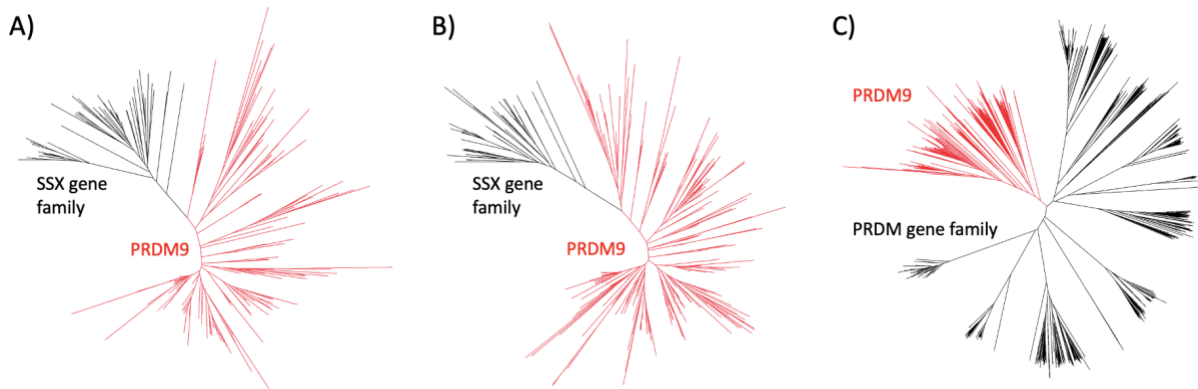 A)
SSX gene
family
PRDM9
B)
SSX gene
family
PRDM9
C)
PRDM9
PRDM gene family